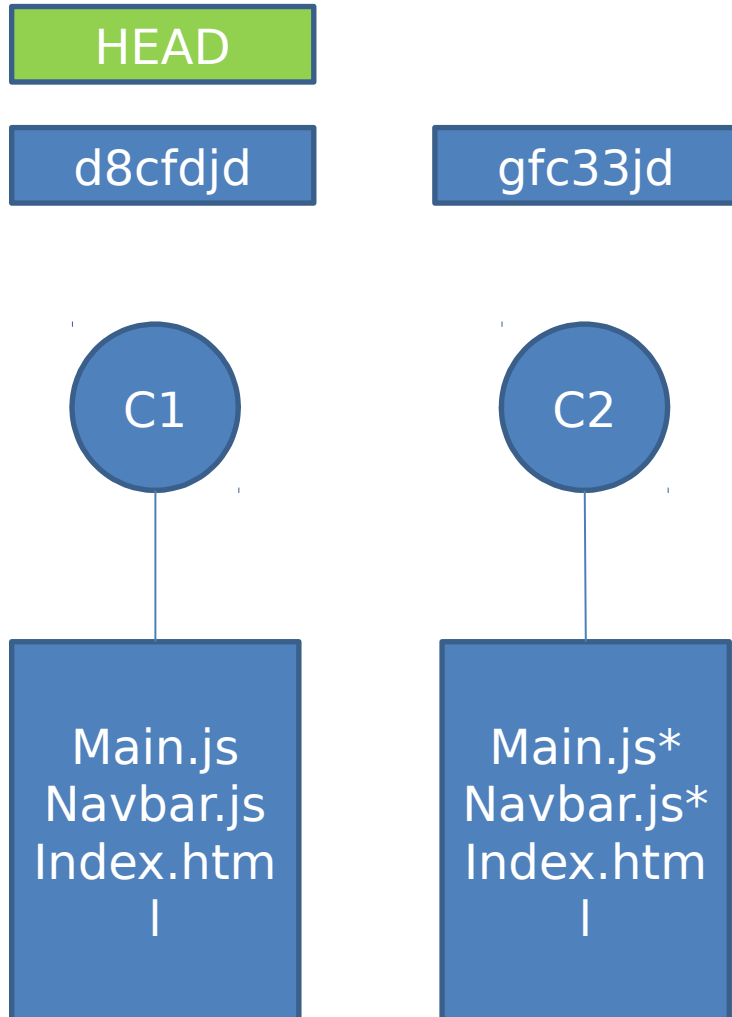 HEAD
d8cfdjd
gfc33jd
C1
C2
Main.js
Navbar.js
Index.htm
l
Main.js*
Navbar.js*
Index.htm
l